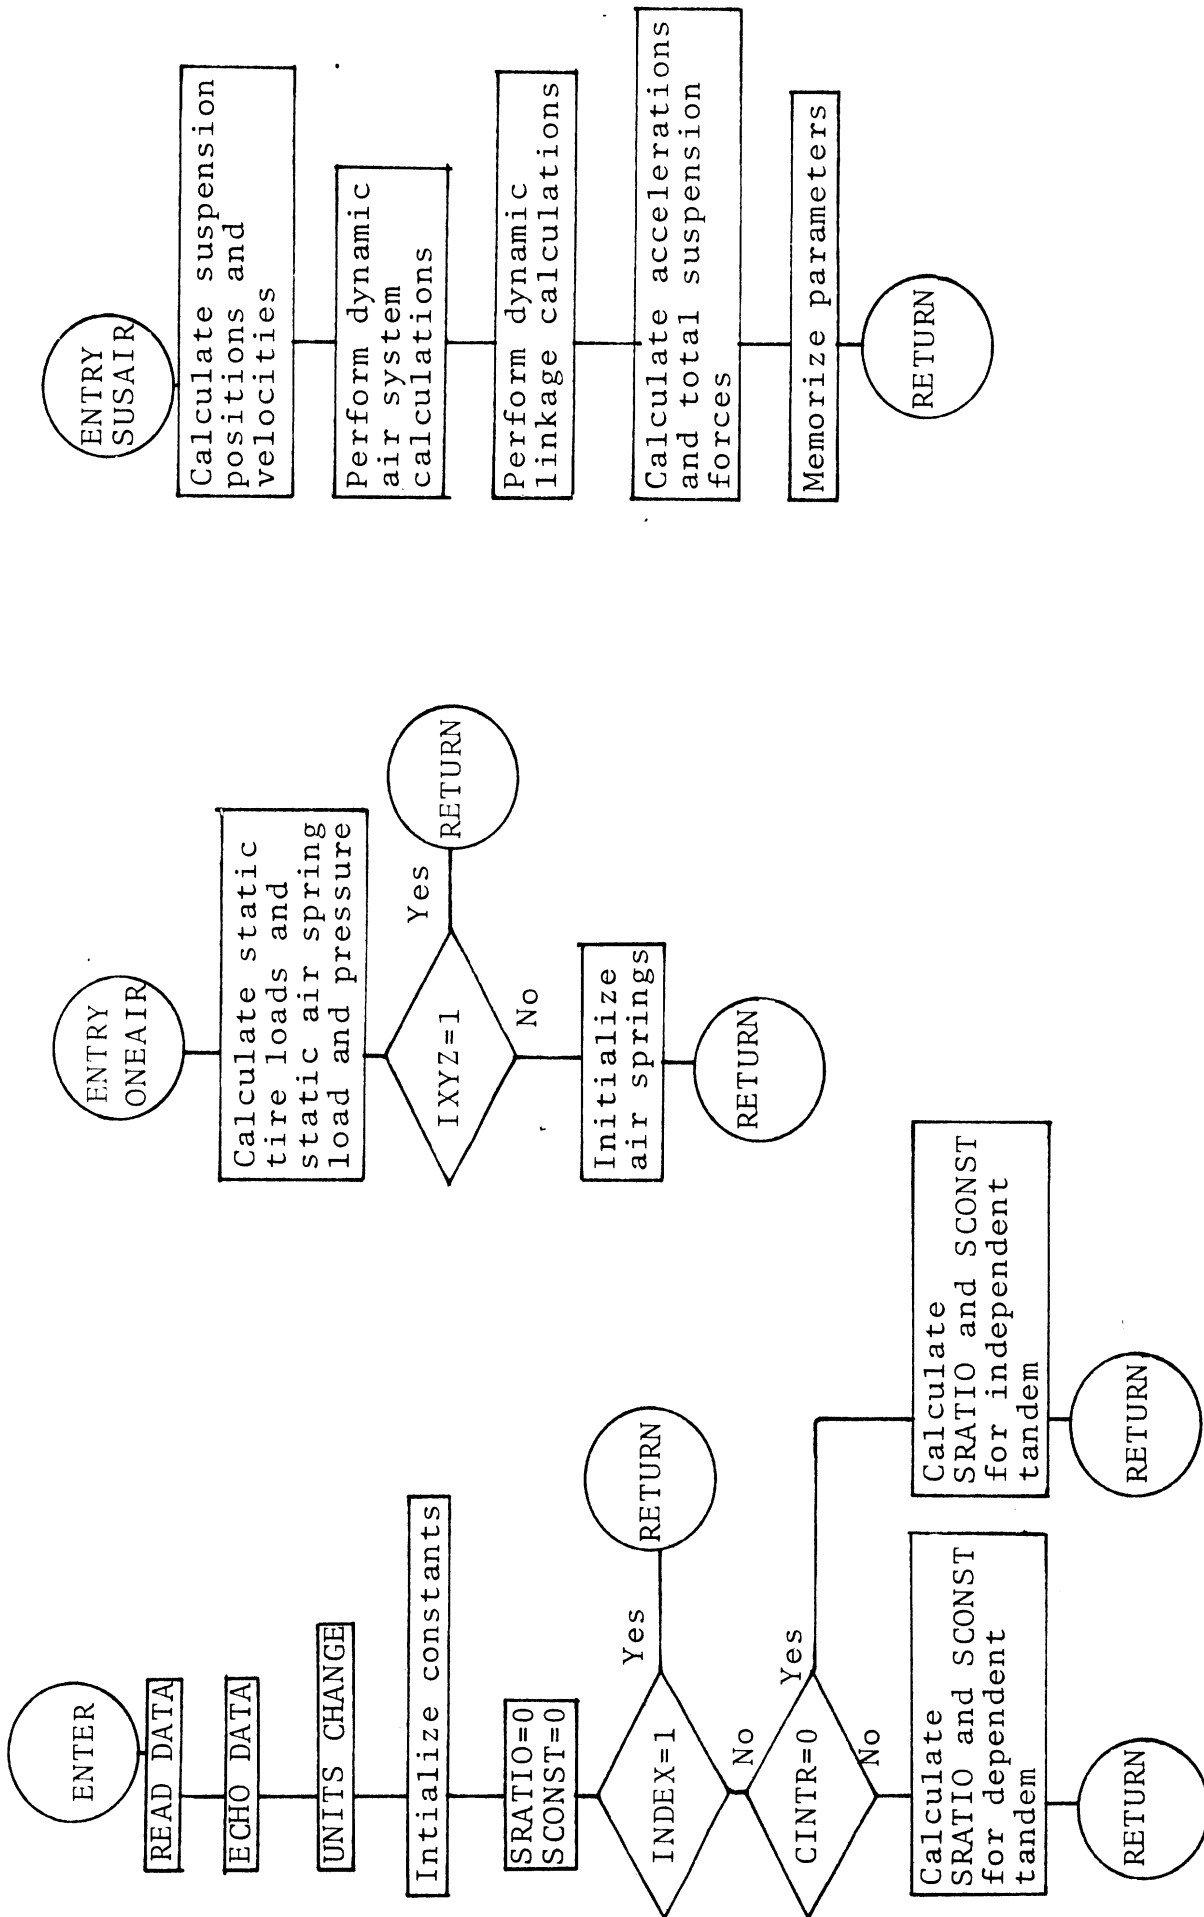 ENTER
READ DATA
ECHO DATA
UNITS CHANGE
Intialize constants
SRATIO=0
SCONST=0
INDEX=1
Yes
RETURN
No
CINTR=0
Yes
No
Calculate
SRATIO and SCONST
for dependent
tandem
RETURN
Calculate
SRATIO and SCONST
for independent
tandem
RETURN
ENTRY
ONEAIR
Calculate static
tire loads and
static air spring
load and pressure
IXYZ=1
Yes
RETURN
No
Initialize
air springs
RETURN
ENTRY
SUSAIR
Calculate suspension
positions and
velocities
Perform dynamic
air system
calculations
Perform dynamic
linkage calculations
Calculate accelerations
and total suspension
forces
Memorize parameters
RETURN